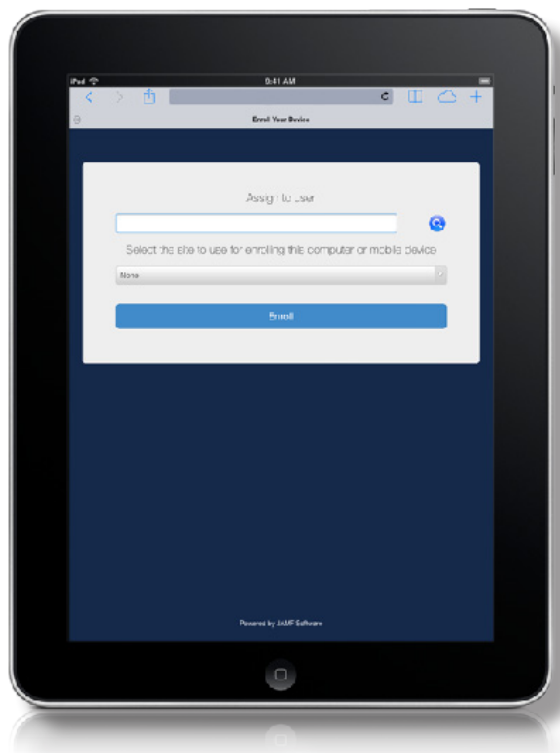 iPad
9:41 AM
Enroll Your Device
Assign to user
Select the site to use for enrolling this computer or mobile device
None
Enroll
Powered by JAMF Software